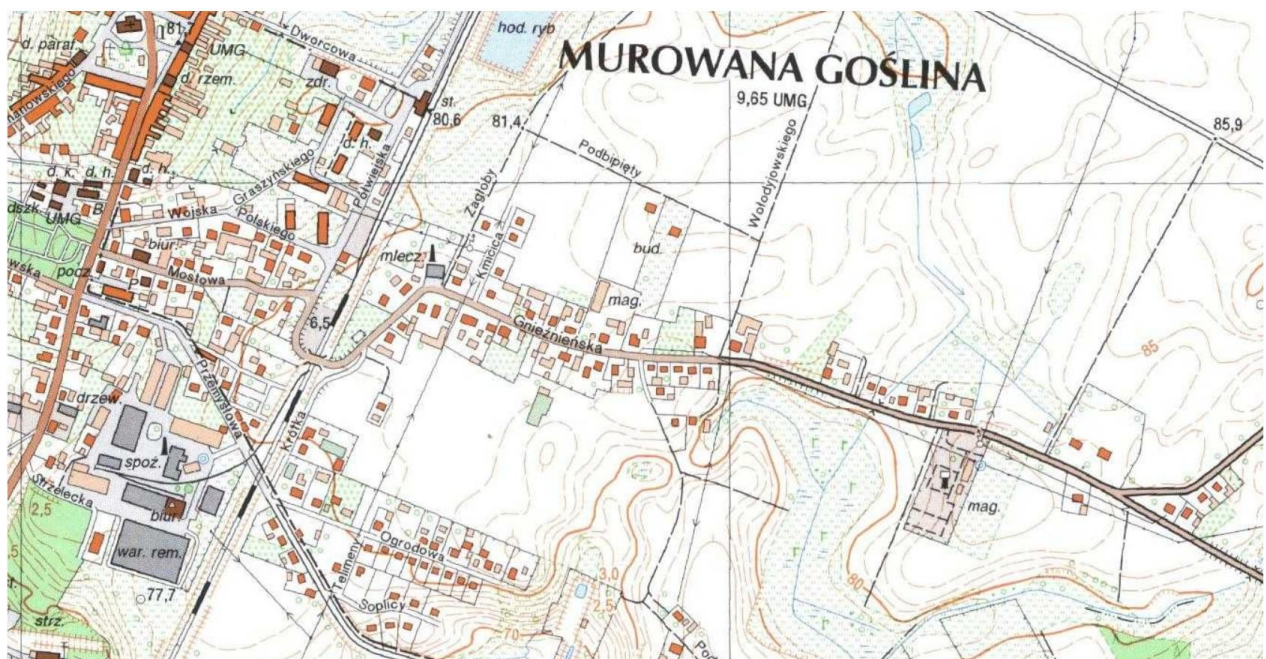 d. paraf.
81,7
UMG
d. rzem.
Dworcowa
zdr.
hod. ryb
MUROWANA GOŚLINA
9,65 UMG
st.
80,6
81,4
85,9
d. h.
Podbipięty
Wołodyjowskiego
Zagłoby
Graszyńskiego
Półwiejska
d. k.
d. h.
d. h.
UMG
B
Wojska
Polskiego
Kmicica
bud.
biur.
mlecz.
pocz.
P
Mostowa
mag.
6,5
Gnieźnieńska
85
Przemysłowa
drzew.
Krótka
spoż.
Strzelecka
2,5
biur.
war. rem.
mag.
Ogrodowa
Telimeny
Soplicy
3,0
2,5
80
77,7
70
strz.